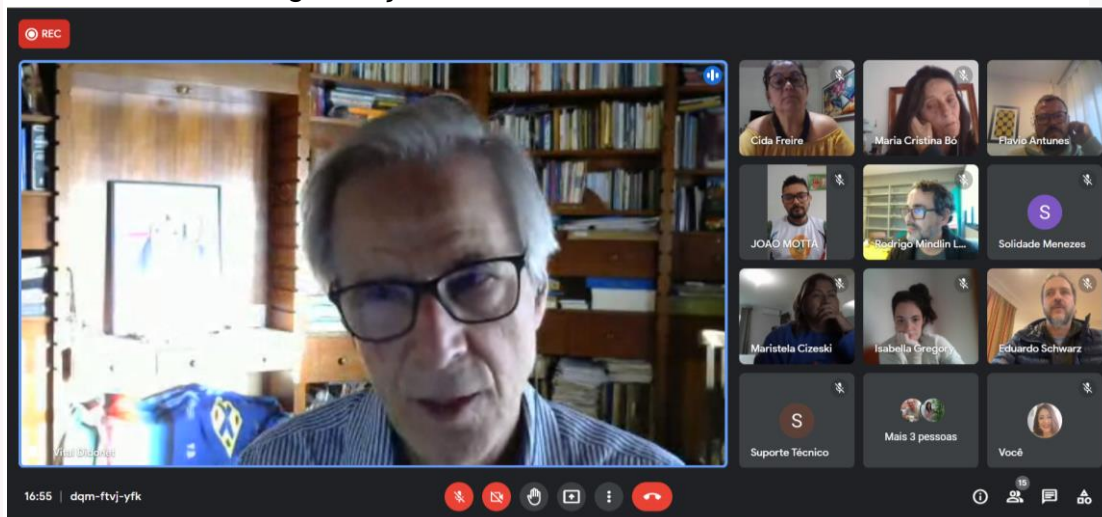 REC
Cida Freire
Maria Cristina Bó
Flavio Antunes
JOAO MOTTA
Rodrigo Mindlin L...
S
Solidade Menezes
Maristela Cizeski
Isabella Gregory
Eduardo Schwarz
S
Suporte Técnico
Mais 3 pessoas
Você
16:55 | dqm-ftvj-yfk
15